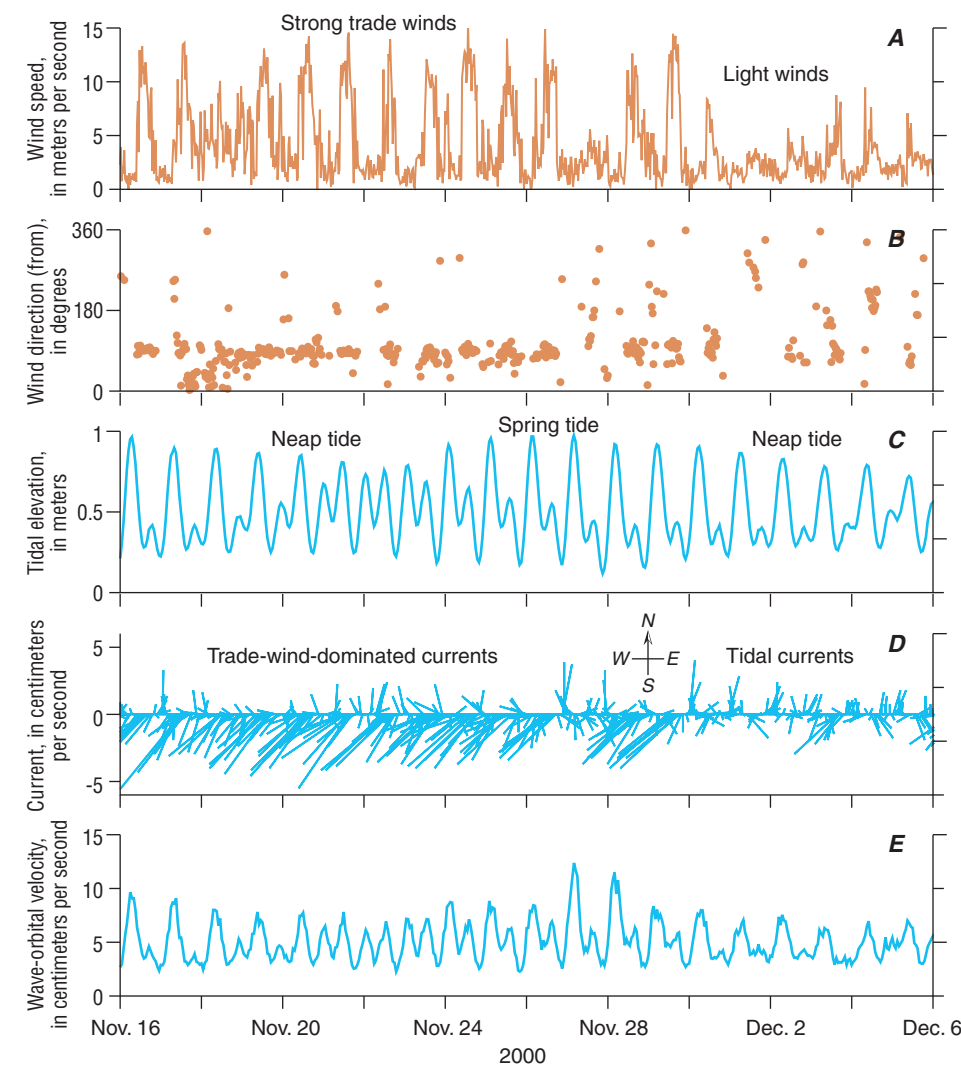 Strong trade winds
A
Light winds
Wind speed,
in meters per second
15
10
5
0
B
Wind direction (from),
in degrees
360
180
0
Spring tide
Neap tide
Neap tide
C
Tidal elevation,
in meters
1
0.5
0
N
W E
S
D
Trade-wind-dominated currents
Tidal currents
Current, in centimeters
per second
5
0
-5
E
Wave-orbital velocity,
in centimeters per second
15
10
5
0
Nov. 16 Nov. 20 Nov. 24 Nov. 28 Dec. 2 Dec. 6
2000